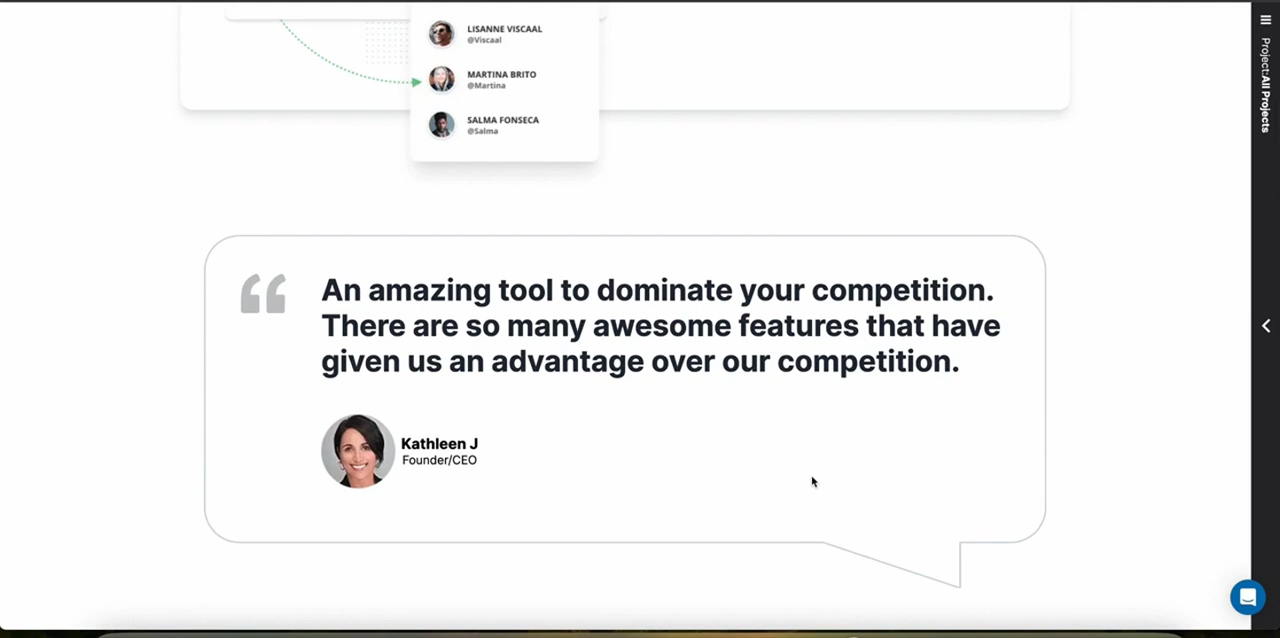 LISANNE VISCAAL
@Viscaal
MARTINA BRITO
@Martina
SALMA FONSECA
@Salma
Project:All Projects
“
An amazing tool to dominate your competition.
There are so many awesome features that have
given us an advantage over our competition.
Kathleen J
Founder/CEO